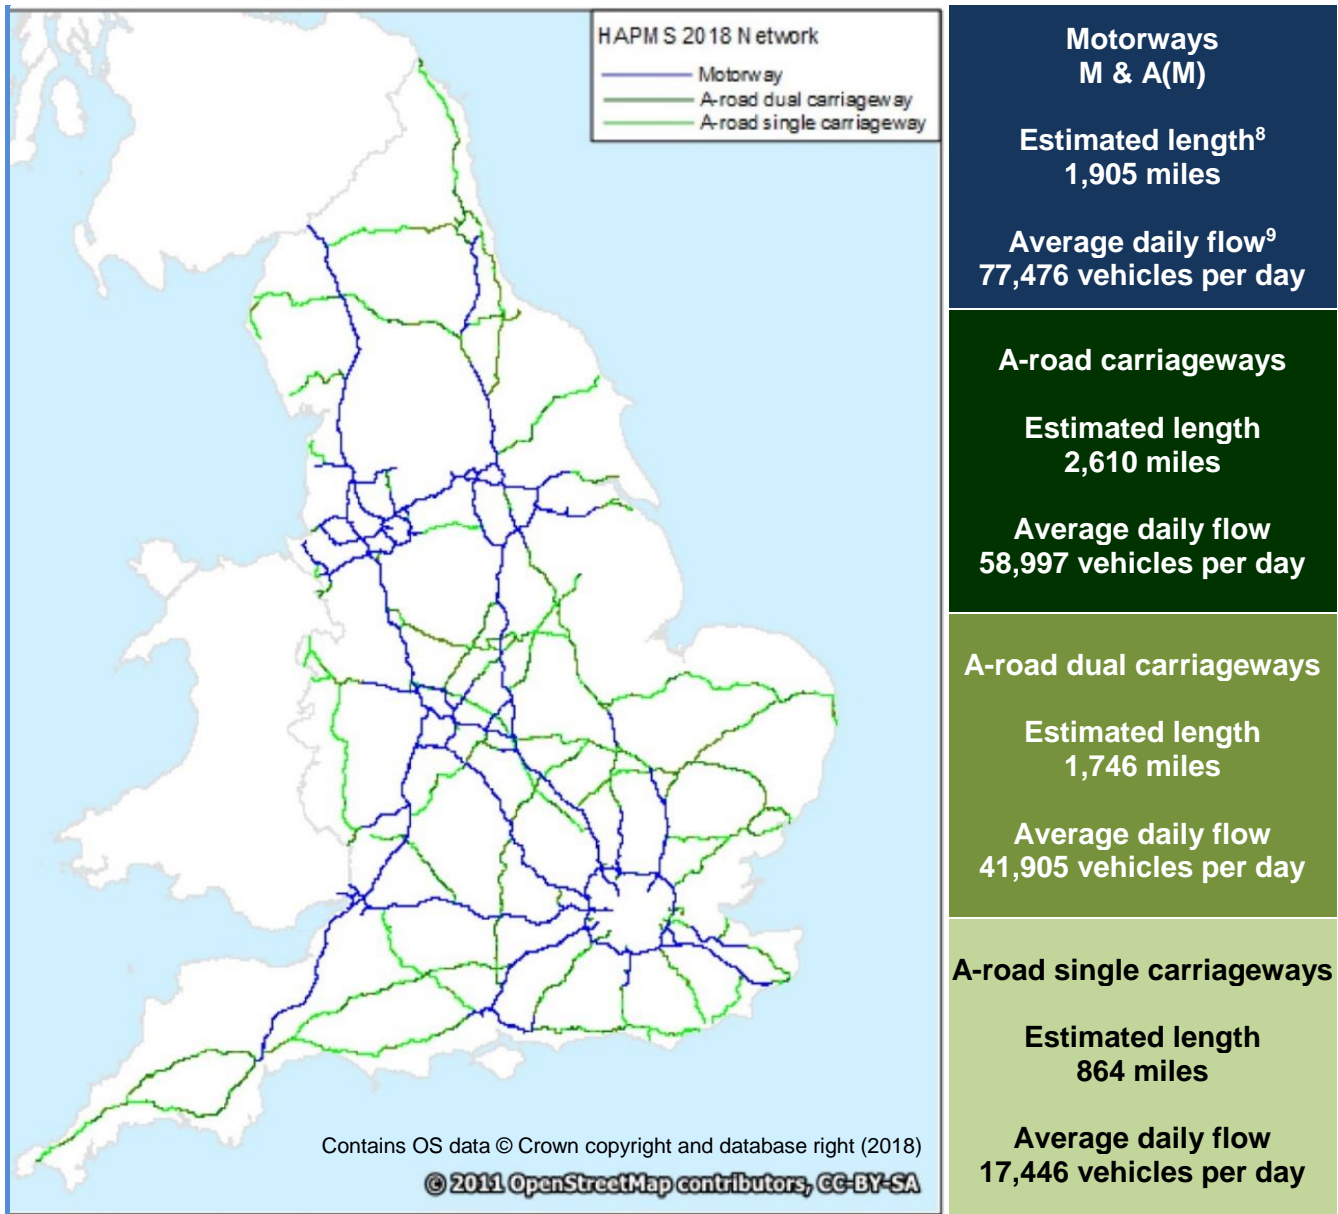 HAPMS 2018 Network
Motorway
A-road dual carriageway
A-road single carriageway
Contains OS data © Crown copyright and database right (2018)
© 2011 OpenStreetMap contributors, CC-BY-SA
Motorways
M & A(M)
Estimated length⁸
1,905 miles
Average daily flow⁹
77,476 vehicles per day
A-road carriageways
Estimated length
2,610 miles
Average daily flow
58,997 vehicles per day
A-road dual carriageways
Estimated length
1,746 miles
Average daily flow
41,905 vehicles per day
A-road single carriageways
Estimated length
864 miles
Average daily flow
17,446 vehicles per day